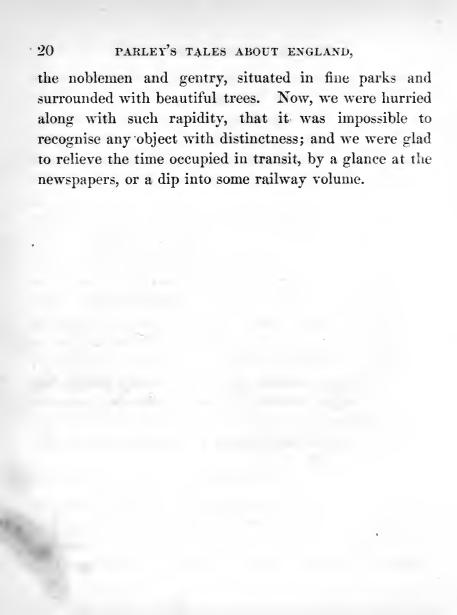 20 PARLEY'S TALES ABOUT ENGLAND,
the noblemen and gentry, situated in fine parks and
surrounded with beautiful trees. Now, we were hurried
along with such rapidity, that it was impossible to
recognise any object with distinctness; and we were glad
to relieve the time occupied in transit, by a glance at the
newspapers, or a dip into some railway volume.